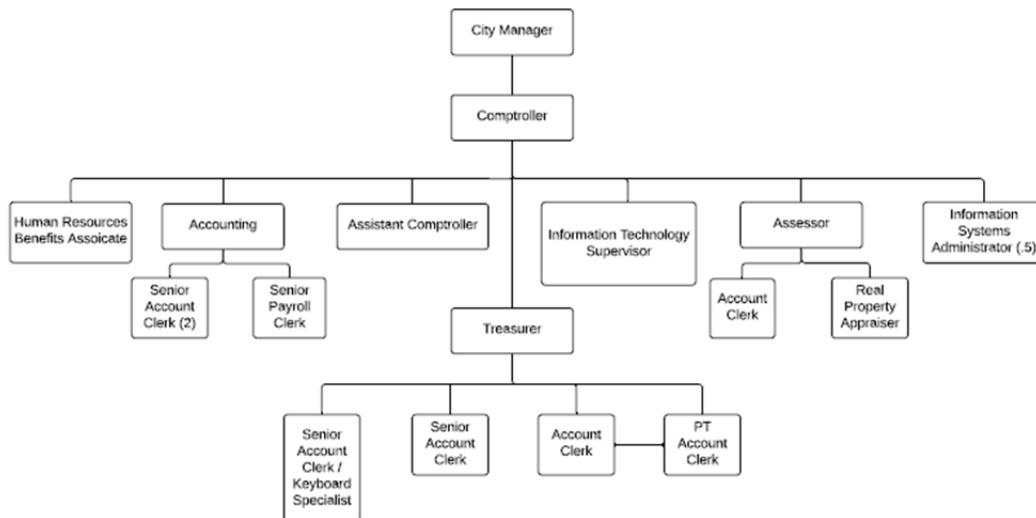 City Manager
Comptroller
Human Resources
Benefits Assoicate
Accounting
Assistant Comptroller
Information Technology
Supervisor
Assessor
Information
Systems
Administrator (.5)
Senior
Account
Clerk (2)
Senior
Payroll
Clerk
Account
Clerk
Real
Property
Appraiser
Treasurer
Senior
Account
Clerk /
Keyboard
Specialist
Senior
Account
Clerk
Account
Clerk
PT
Account
Clerk